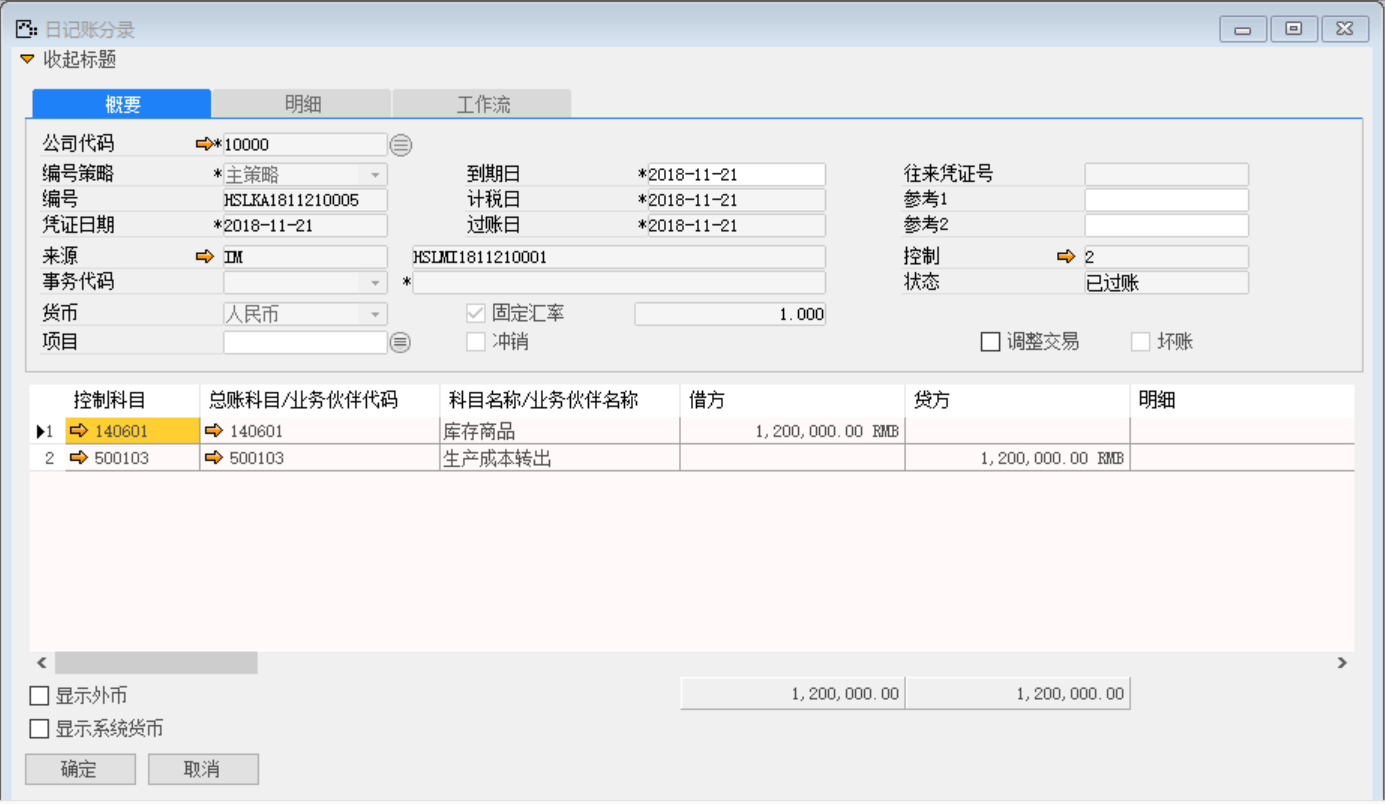 日记账分录
收起标题
概要 明细 工作流
公司代码 *10000
编号策略 *主策略 到期日 *2018-11-21 往来凭证号
编号 HSLKA1811210005 计税日 *2018-11-21 参考1
凭证日期 *2018-11-21 过账日 *2018-11-21 参考2
来源 IM HSLMI1811210001 控制 2
事务代码 * 状态 已过账
货币 人民币 固定汇率 1.000
项目 冲销 调整交易 坏账
控制科目 总账科目/业务伙伴代码 科目名称/业务伙伴名称 借方 贷方 明细
1 140601 140601 库存商品 1,200,000.00 RMB
2 500103 500103 生产成本转出 1,200,000.00 RMB
显示外币 1,200,000.00 1,200,000.00
显示系统货币
确定 取消